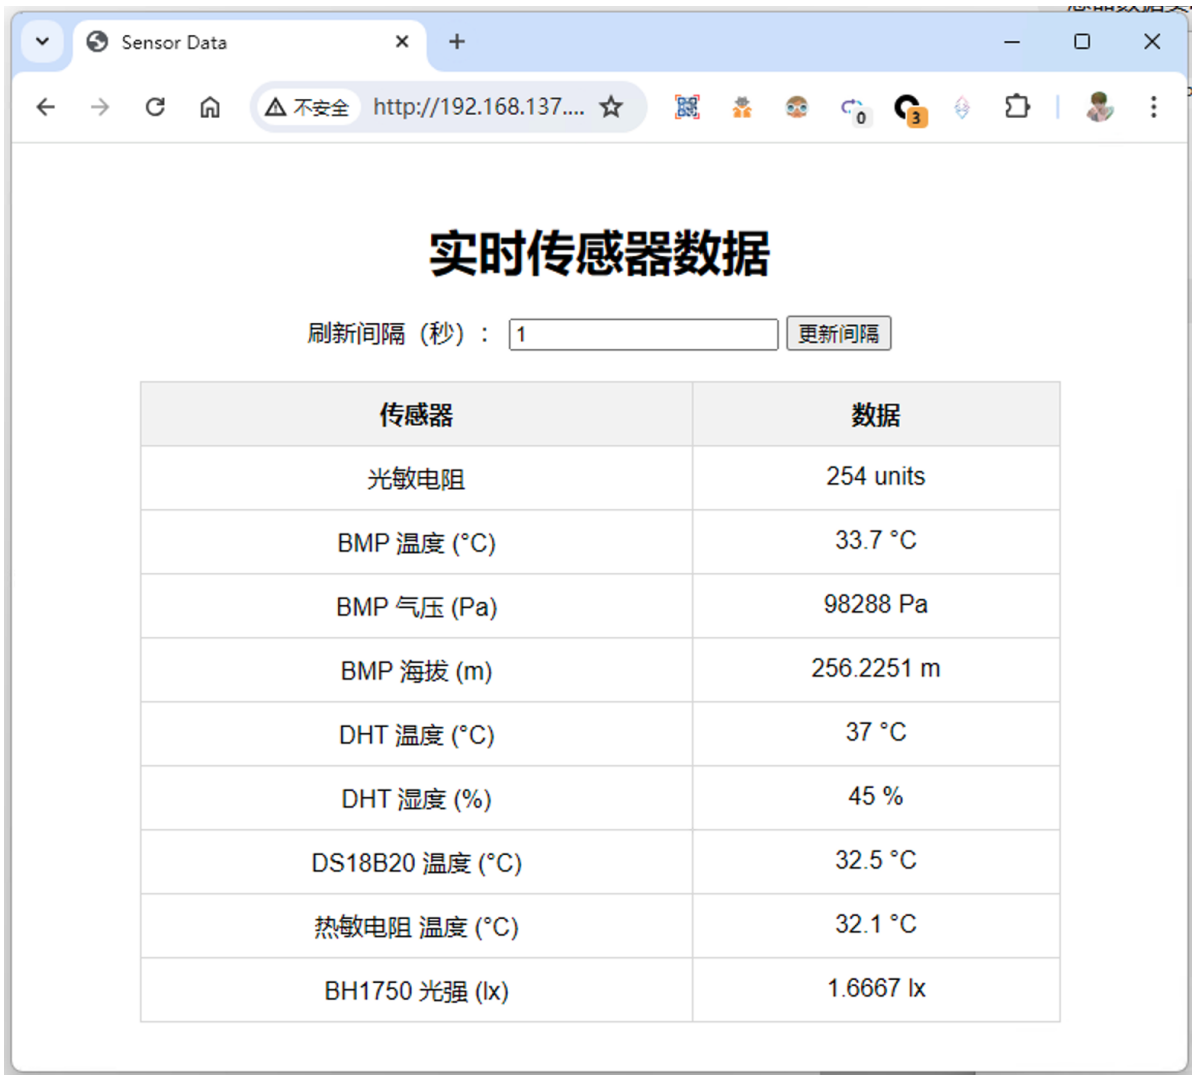 Sensor Data
不安全 http://192.168.137....
0
3
实时传感器数据
刷新间隔（秒）： 1 更新间隔
传感器 数据
光敏电阻 254 units
BMP 温度 (°C) 33.7 °C
BMP 气压 (Pa) 98288 Pa
BMP 海拔 (m) 256.2251 m
DHT 温度 (°C) 37 °C
DHT 湿度 (%) 45 %
DS18B20 温度 (°C) 32.5 °C
热敏电阻 温度 (°C) 32.1 °C
BH1750 光强 (lx) 1.6667 lx